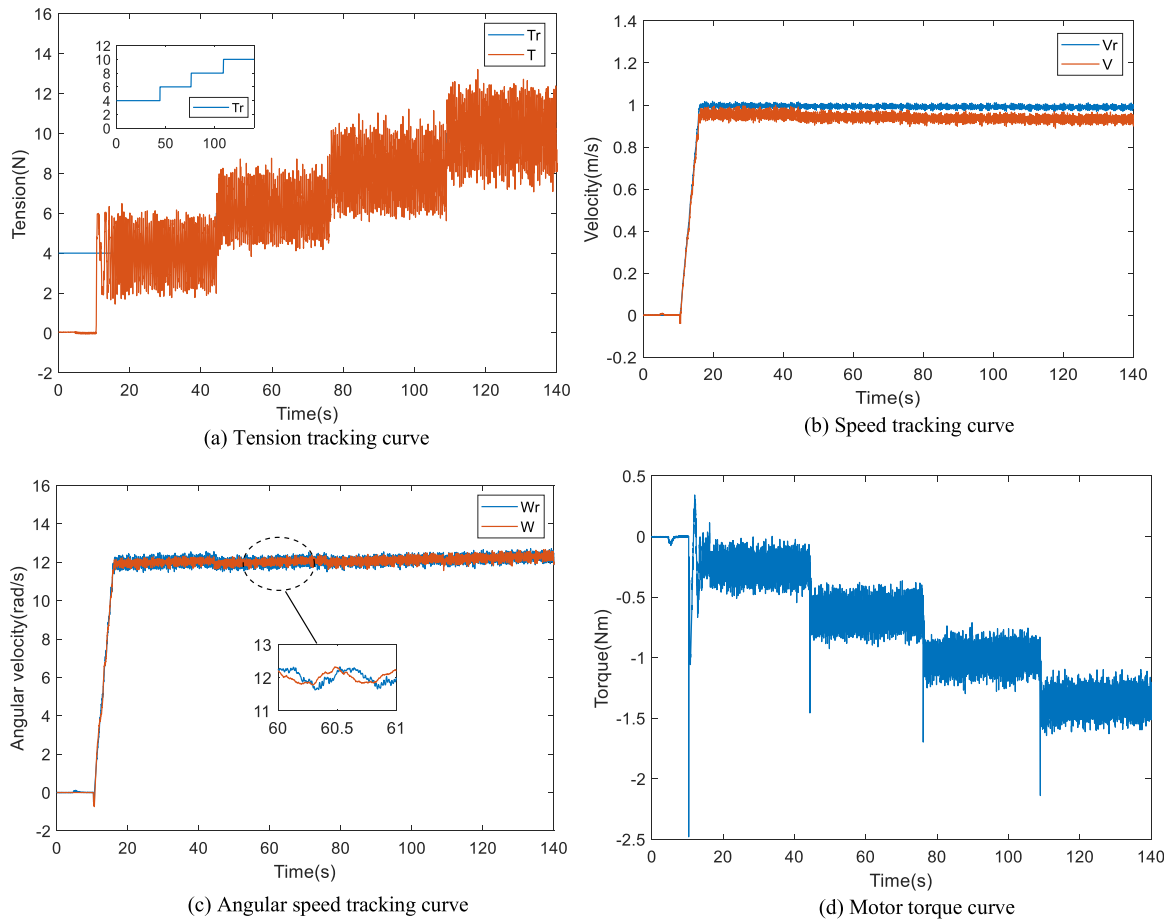 16
14
12
10
8
6
4
2
0
-2
Tension(N)
0 20 40 60 80 100 120 140
Time(s)
Tr
T
12
10
8
6
4
2
0
0 50 100
Tr
(a) Tension tracking curve
1.4
1.2
1
0.8
0.6
0.4
0.2
0
-0.2
Velocity(m/s)
0 20 40 60 80 100 120 140
Time(s)
Vr
V
(b) Speed tracking curve
16
14
12
10
8
6
4
2
0
-2
Angular velocity(rad/s)
0 20 40 60 80 100 120 140
Time(s)
Wr
W
13
12
11
60 60.5 61
(c) Angular speed tracking curve
0.5
0
-0.5
-1
-1.5
-2
-2.5
Torque(Nm)
0 20 40 60 80 100 120 140
Time(s)
(d) Motor torque curve